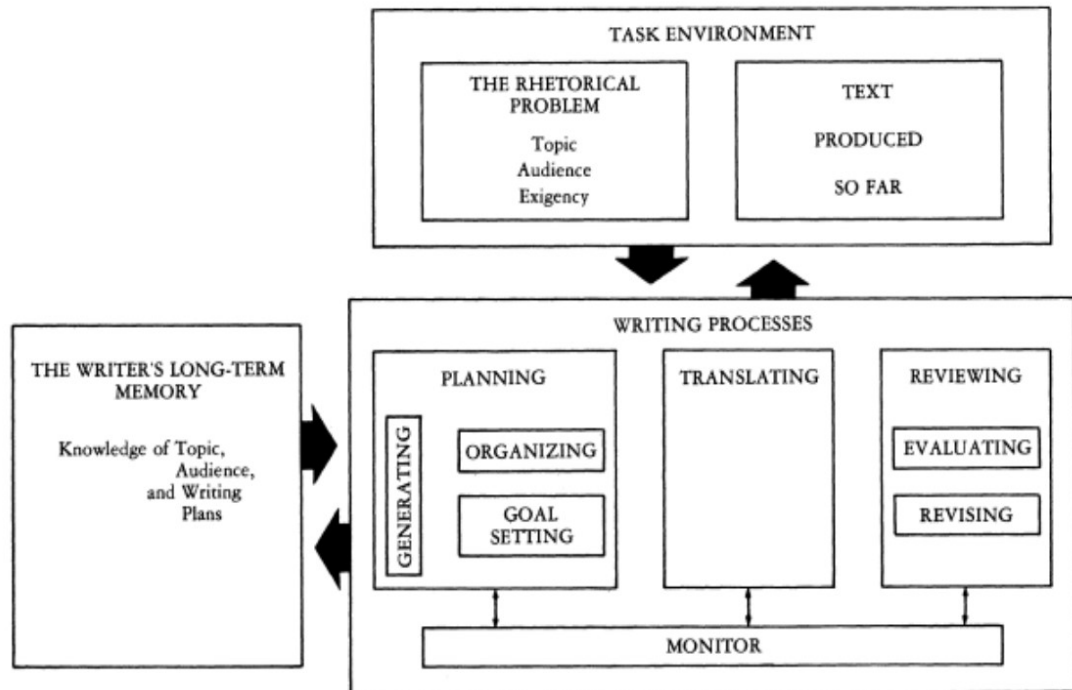 TASK ENVIRONMENT
THE RHETORICAL
PROBLEM
Topic
Audience
Exigency
TEXT
PRODUCED
SO FAR
WRITING PROCESSES
THE WRITER'S LONG-TERM
MEMORY
Knowledge of Topic,
Audience,
and Writing
Plans
PLANNING
GENERATING
ORGANIZING
GOAL
SETTING
TRANSLATING
REVIEWING
EVALUATING
REVISING
MONITOR